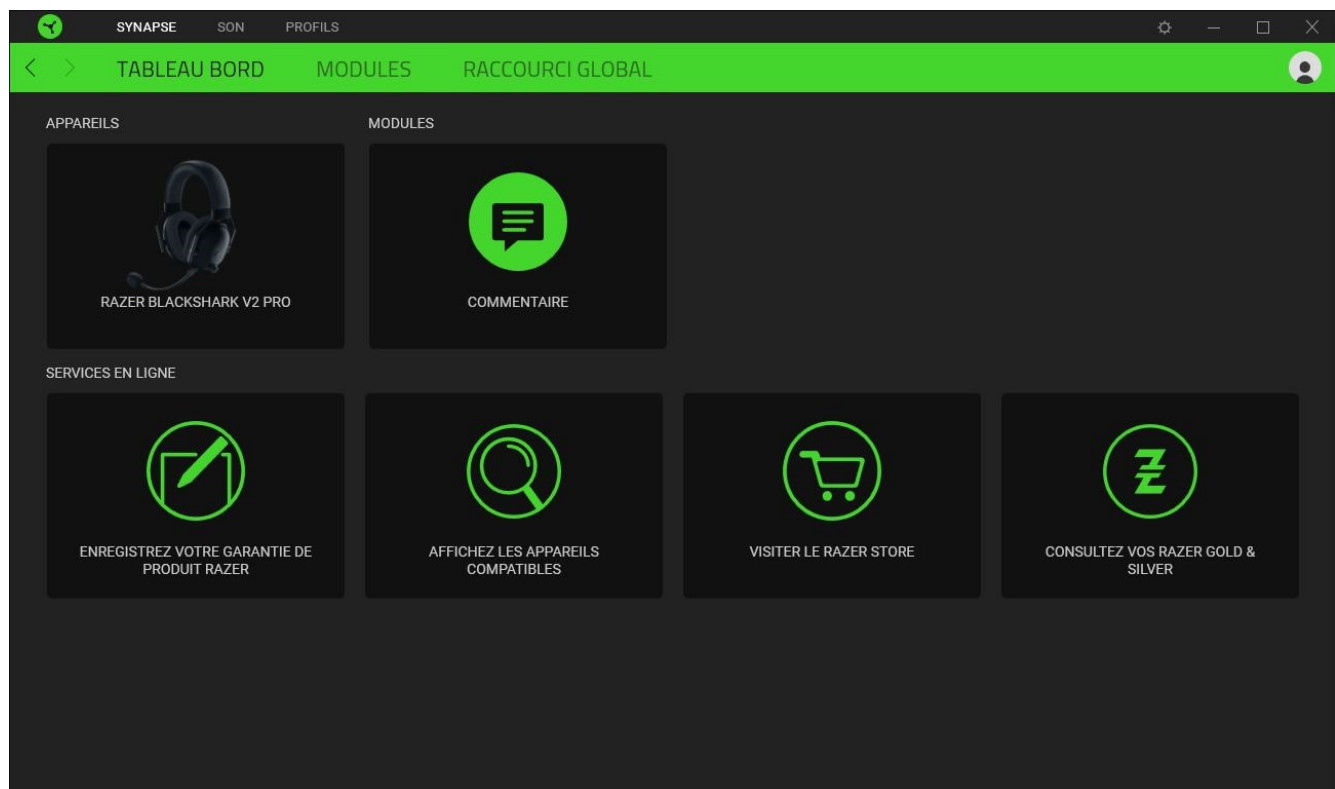 SYNAPSE SON PROFILS
TABLEAU BORD MODULES RACCOURCI GLOBAL
APPAREILS MODULES
RAZER BLACKSHARK V2 PRO
COMMENTAIRE
SERVICES EN LIGNE
ENREGISTREZ VOTRE GARANTIE DE
PRODUIT RAZER
AFFICHEZ LES APPAREILS
COMPATIBLES
VISITER LE RAZER STORE
CONSULTEZ VOS RAZER GOLD &
SILVER